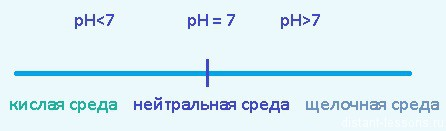 pH<7 pH = 7 pH>7
кислая среда нейтральная среда щелочная среда